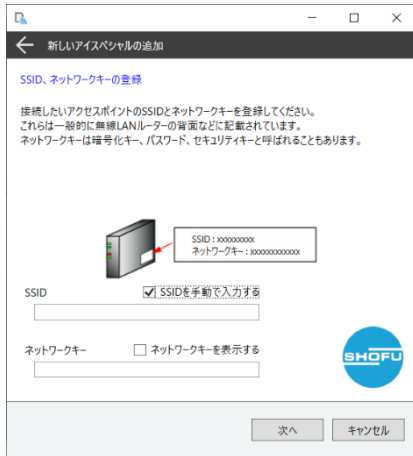 新しいアイスペシャルの追加
SSID、ネットワークキーの登録
接続したいアクセスポイントのSSIDとネットワークキーを登録してください。
これらは一般的に無線LANルーターの背面などに記載されています。
ネットワークキーは暗号化キー、パスワード、セキュリティキーと呼ばれることもあります。
SSID : xxxxxxxxx
ネットワークキー : xxxxxxxxxxxx
SSID SSIDを手動で入力する
ネットワークキー ネットワークキーを表示する
SHOFU
次へ キャンセル